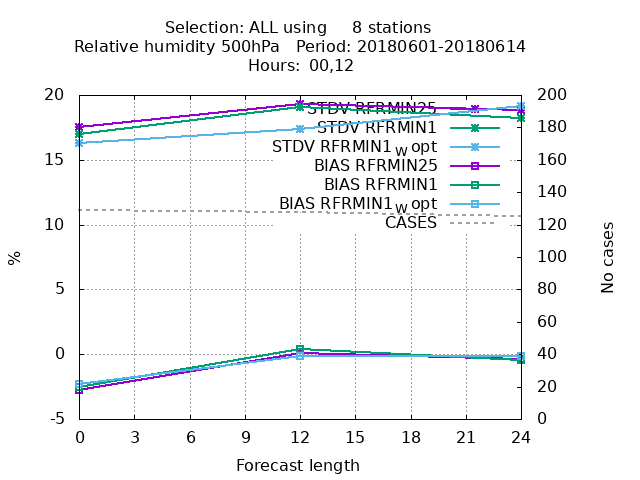 Selection: ALL using 8 stations
Relative humidity 500hPa Period: 20180601-20180614
Hours: 00,12
20
15
10
5
0
-5
%
STDV RFRMIN25
STDV RFRMIN1
STDV RFRMIN1W opt
BIAS RFRMIN25
BIAS RFRMIN1
BIAS RFRMIN1W opt
CASES
200
180
160
140
120
100
80
60
40
20
0
No cases
0 3 6 9 12 15 18 21 24
Forecast length